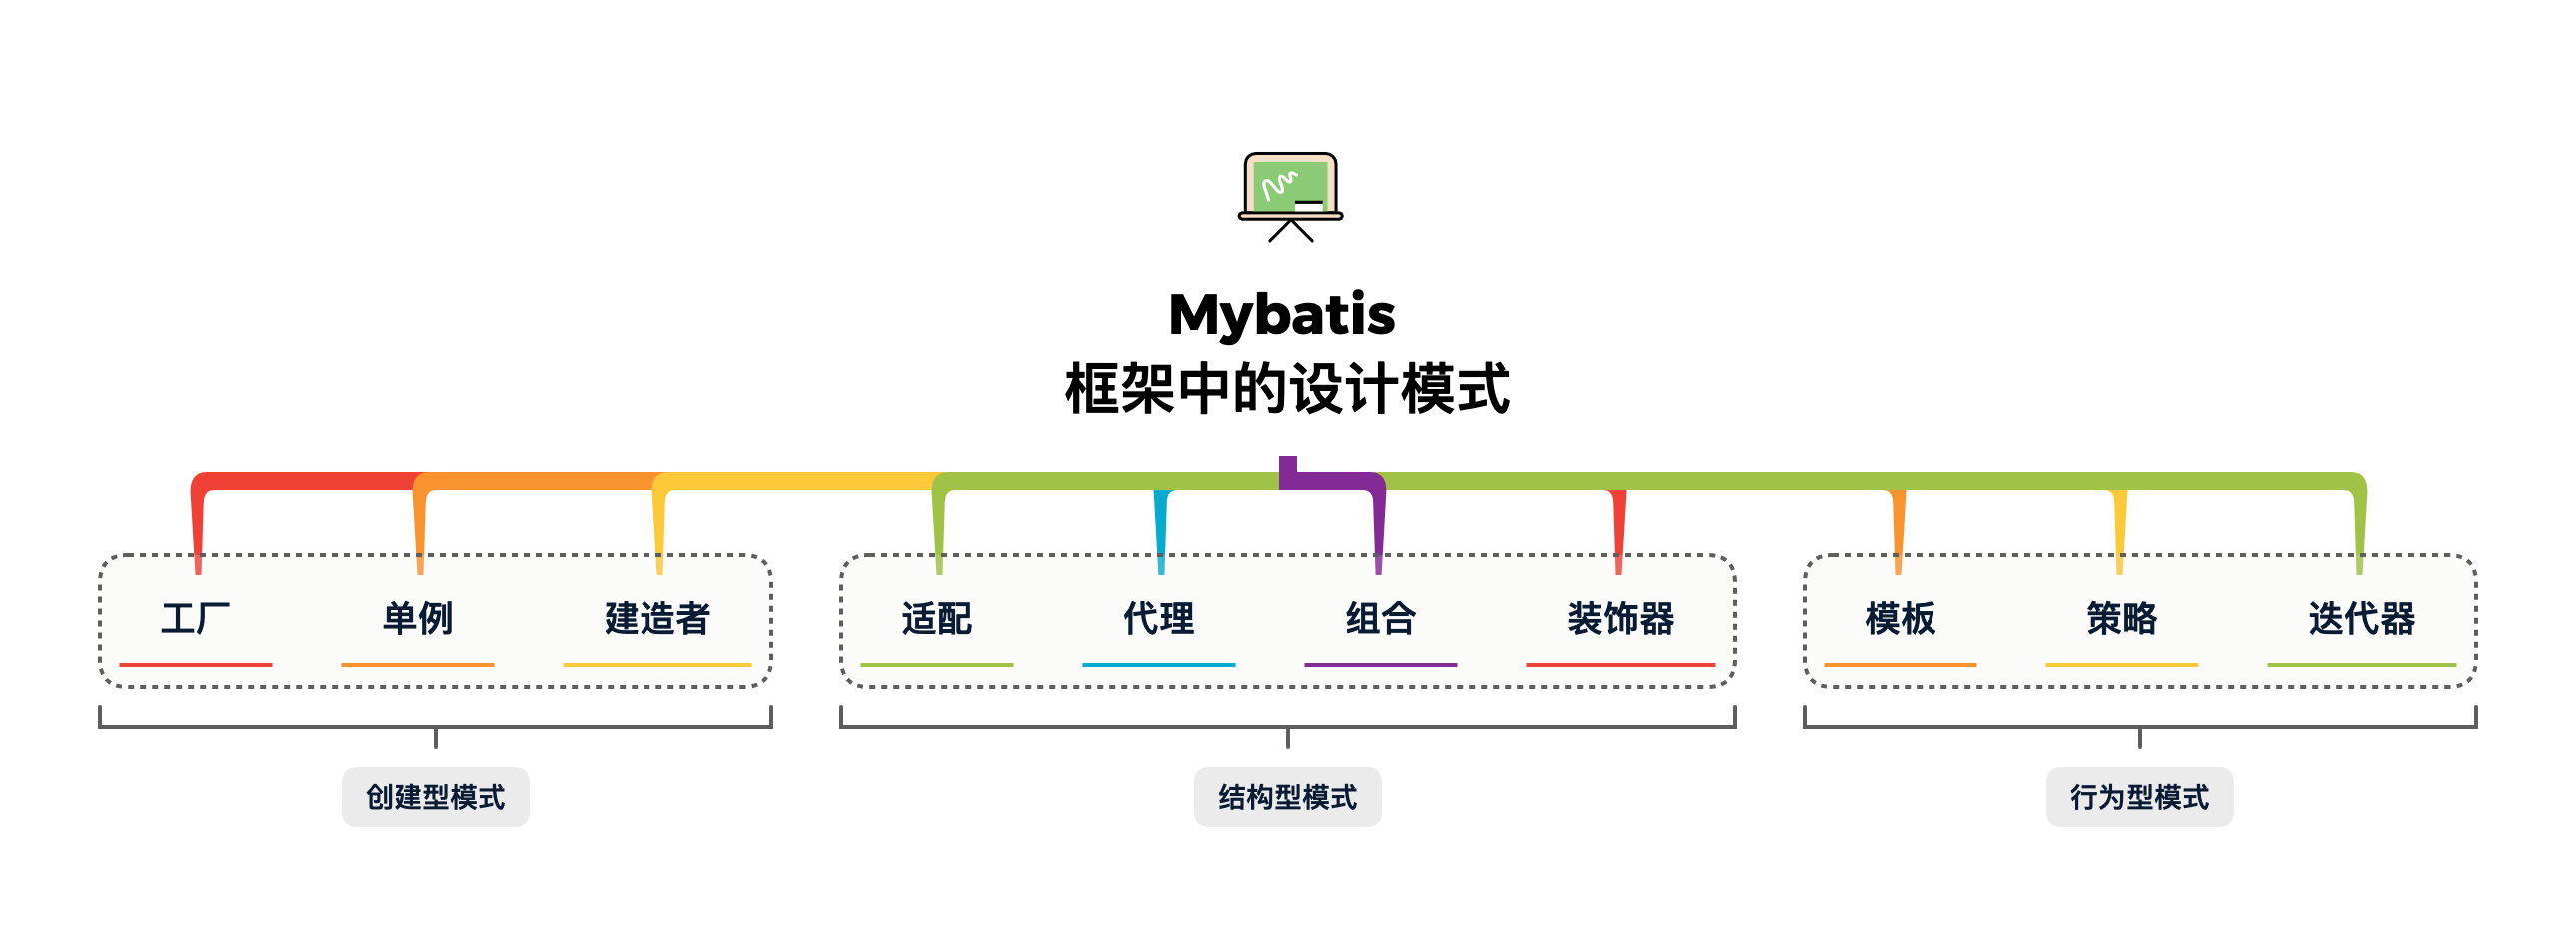 Mybatis
框架中的设计模式
工厂
单例
建造者
适配
代理
组合
装饰器
模板
策略
迭代器
创建型模式
结构型模式
行为型模式